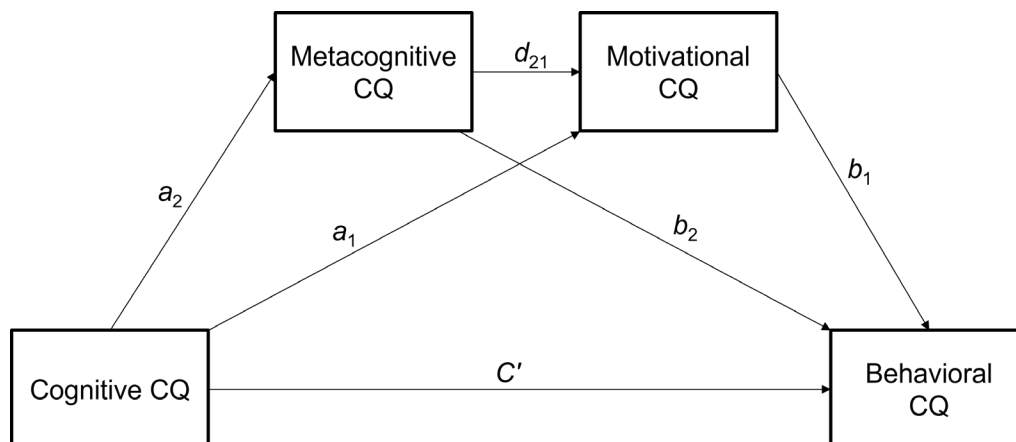 Metacognitive
CQ
d21
Motivational
CQ
a2
a1
b2
b1
Cognitive CQ
C'
Behavioral
CQ